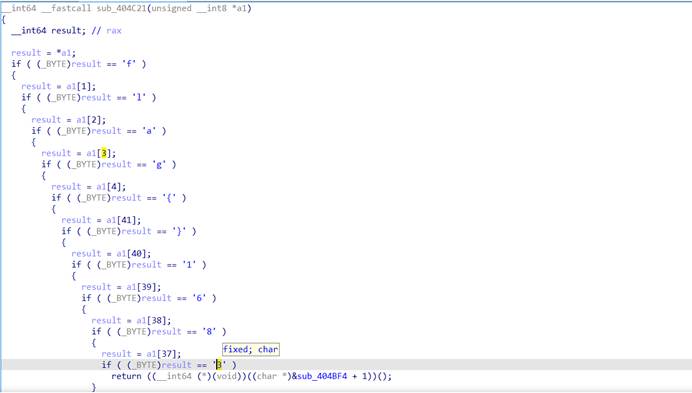 __int64 __fastcall sub_404C21(unsigned __int8 *a1)
{
__int64 result; // rax
result = *a1;
if ( (_BYTE)result == 'f' )
{
result = a1[1];
if ( (_BYTE)result == 'l' )
{
result = a1[2];
if ( (_BYTE)result == 'a' )
{
result = a1[3];
if ( (_BYTE)result == 'g' )
{
result = a1[4];
if ( (_BYTE)result == '{' )
{
result = a1[41];
if ( (_BYTE)result == '}' )
{
result = a1[40];
if ( (_BYTE)result == '1' )
{
result = a1[39];
if ( (_BYTE)result == '6' )
{
result = a1[38];
if ( (_BYTE)result == '8' )
{
result = a1[37];
fixed; char
if ( (_BYTE)result == '3' )
return ((__int64 (*)(void))((char *)&sub_404BF4 + 1))();
}